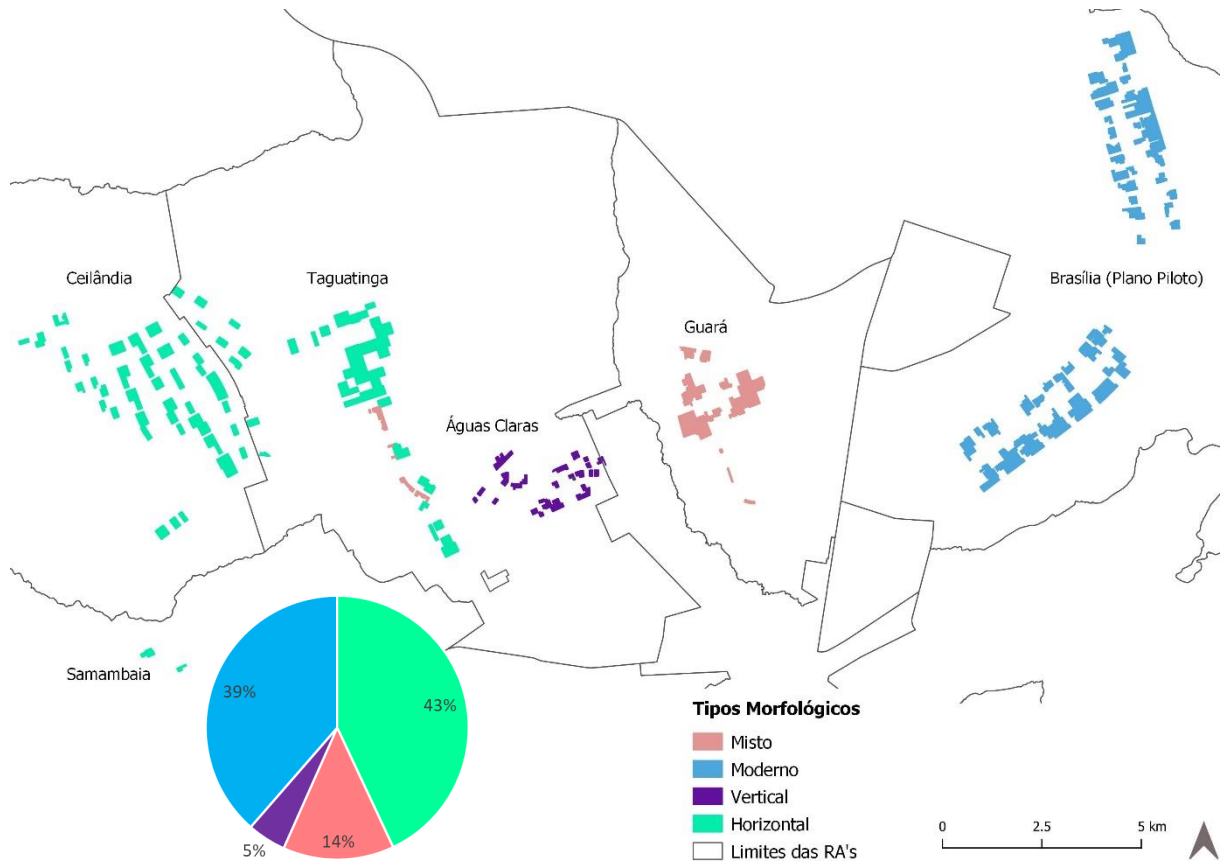 Ceilândia
Taguatinga
Brasília (Plano Piloto)
Guará
Águas Claras
Samambaia
39%
43%
14%
5%
Tipos Morfológicos
Misto
Moderno
Vertical
Horizontal
Limites das RA's
0 2.5 5 km